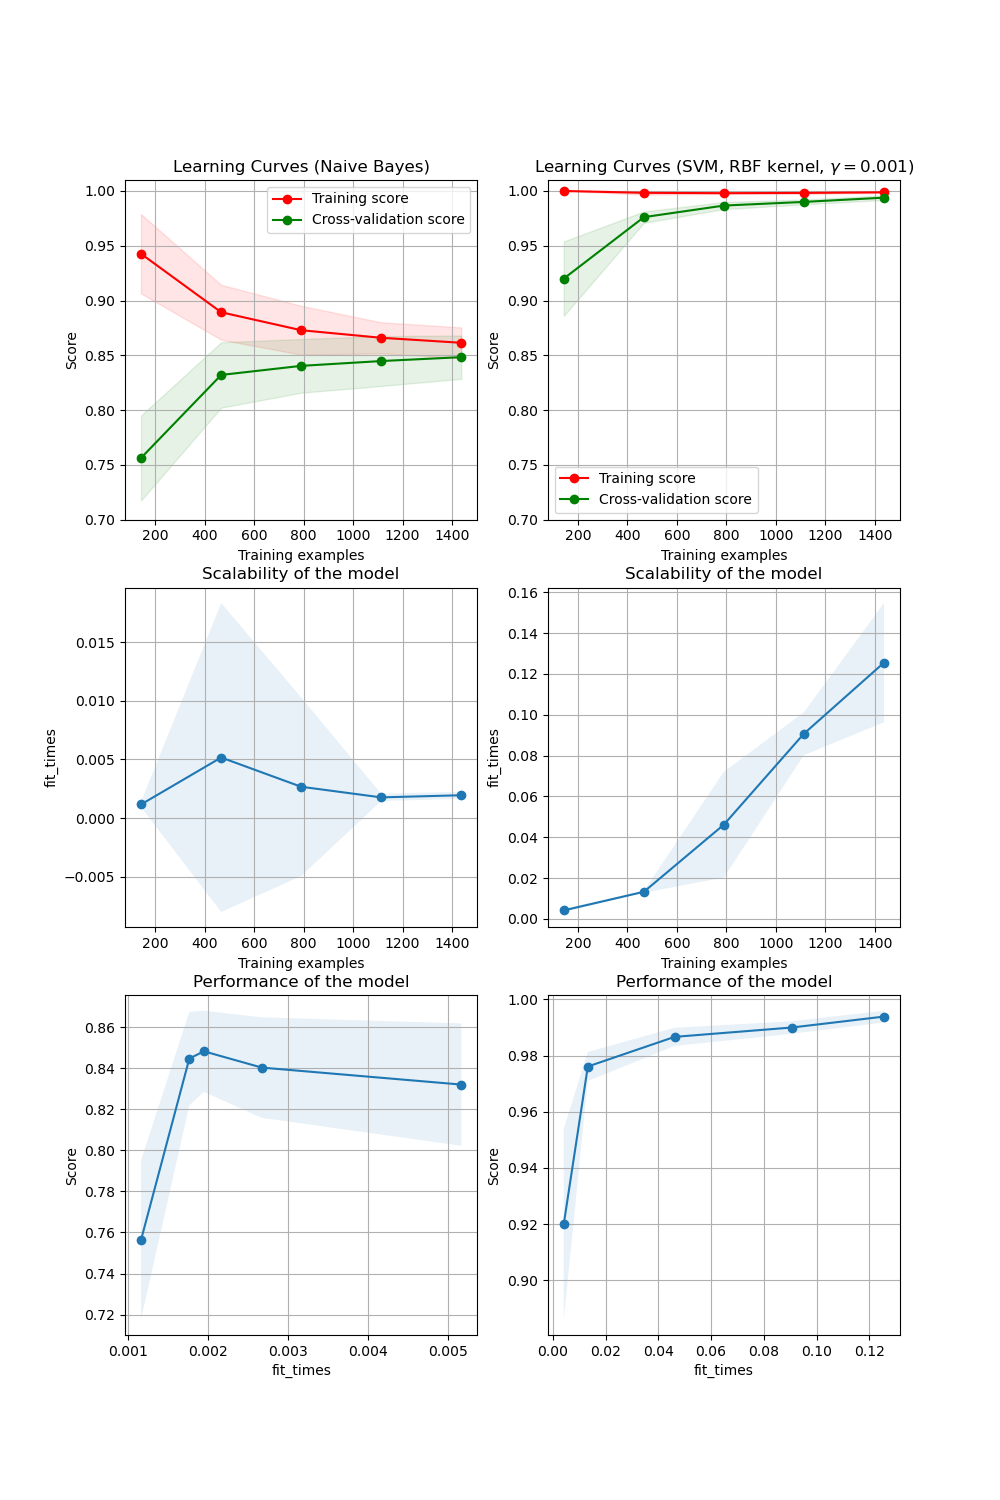 Learning Curves (Naive Bayes)
Score
1.00
0.95
0.90
0.85
0.80
0.75
0.70
Training score
Cross-validation score
200 400 600 800 1000 1200 1400
Training examples
Learning Curves (SVM, RBF kernel, γ = 0.001)
Score
1.00
0.95
0.90
0.85
0.80
0.75
0.70
Training score
Cross-validation score
200 400 600 800 1000 1200 1400
Training examples
Scalability of the model
fit_times
0.015
0.010
0.005
0.000
−0.005
200 400 600 800 1000 1200 1400
Training examples
Scalability of the model
fit_times
0.16
0.14
0.12
0.10
0.08
0.06
0.04
0.02
0.00
200 400 600 800 1000 1200 1400
Training examples
Performance of the model
Score
0.86
0.84
0.82
0.80
0.78
0.76
0.74
0.72
0.001 0.002 0.003 0.004 0.005
fit_times
Performance of the model
Score
1.00
0.98
0.96
0.94
0.92
0.90
0.00 0.02 0.04 0.06 0.08 0.10 0.12
fit_times